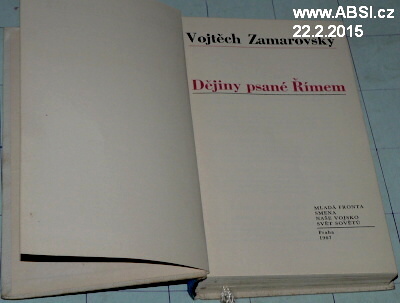 www.ABSI.cz
22.2.2015
Vojtěch Zamarovský
Dějiny psané Římem
MLADÁ FRONTA
SMENA
NAŠE VOJSKO
SVĚT SOVĚTŮ
Praha
1967